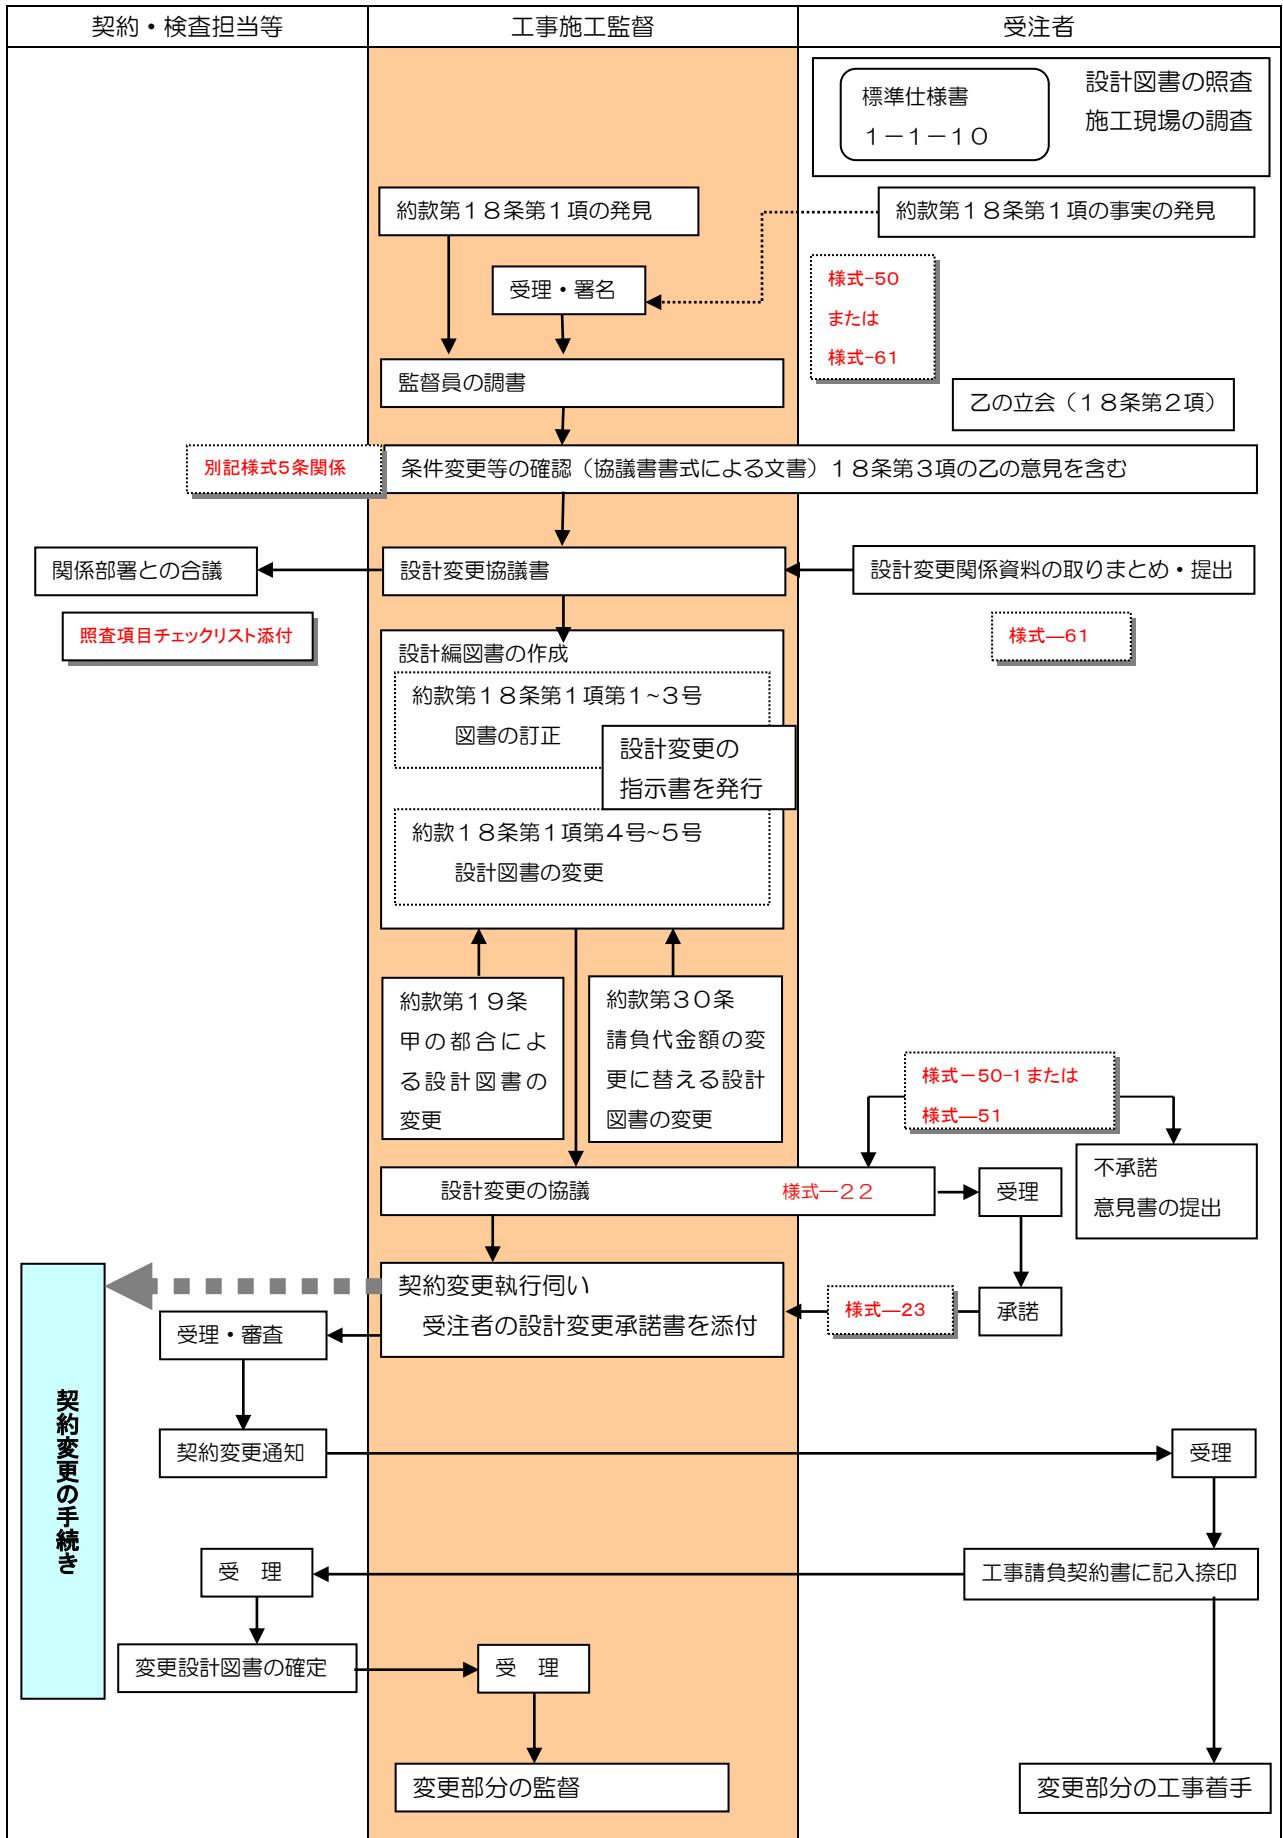 契約・検査担当等
工事施工監督
受注者
標準仕様書
１－１－１０
設計図書の照査
施工現場の調査
約款第１８条第１項の発見
約款第１８条第１項の事実の発見
受理・署名
様式-50
または
様式-61
監督員の調書
乙の立会（１８条第２項）
別記様式5条関係
条件変更等の確認（協議書書式による文書）１８条第３項の乙の意見を含む
関係部署との合議
設計変更協議書
設計変更関係資料の取りまとめ・提出
照査項目チェックリスト添付
様式―61
設計編図書の作成
約款第１８条第１項第１~３号
図書の訂正
設計変更の
指示書を発行
約款１８条第１項第４号~５号
設計図書の変更
約款第１９条
甲の都合によ
る設計図書の
変更
約款第３０条
請負代金額の変
更に替える設計
図書の変更
様式－50-1 または
様式―51
不承諾
意見書の提出
設計変更の協議
様式―２２
受理
契約変更執行伺い
受注者の設計変更承諾書を添付
様式―23
承諾
受理・審査
契約変更の手続き
契約変更通知
受理
受　理
工事請負契約書に記入捺印
変更設計図書の確定
受　理
変更部分の監督
変更部分の工事着手